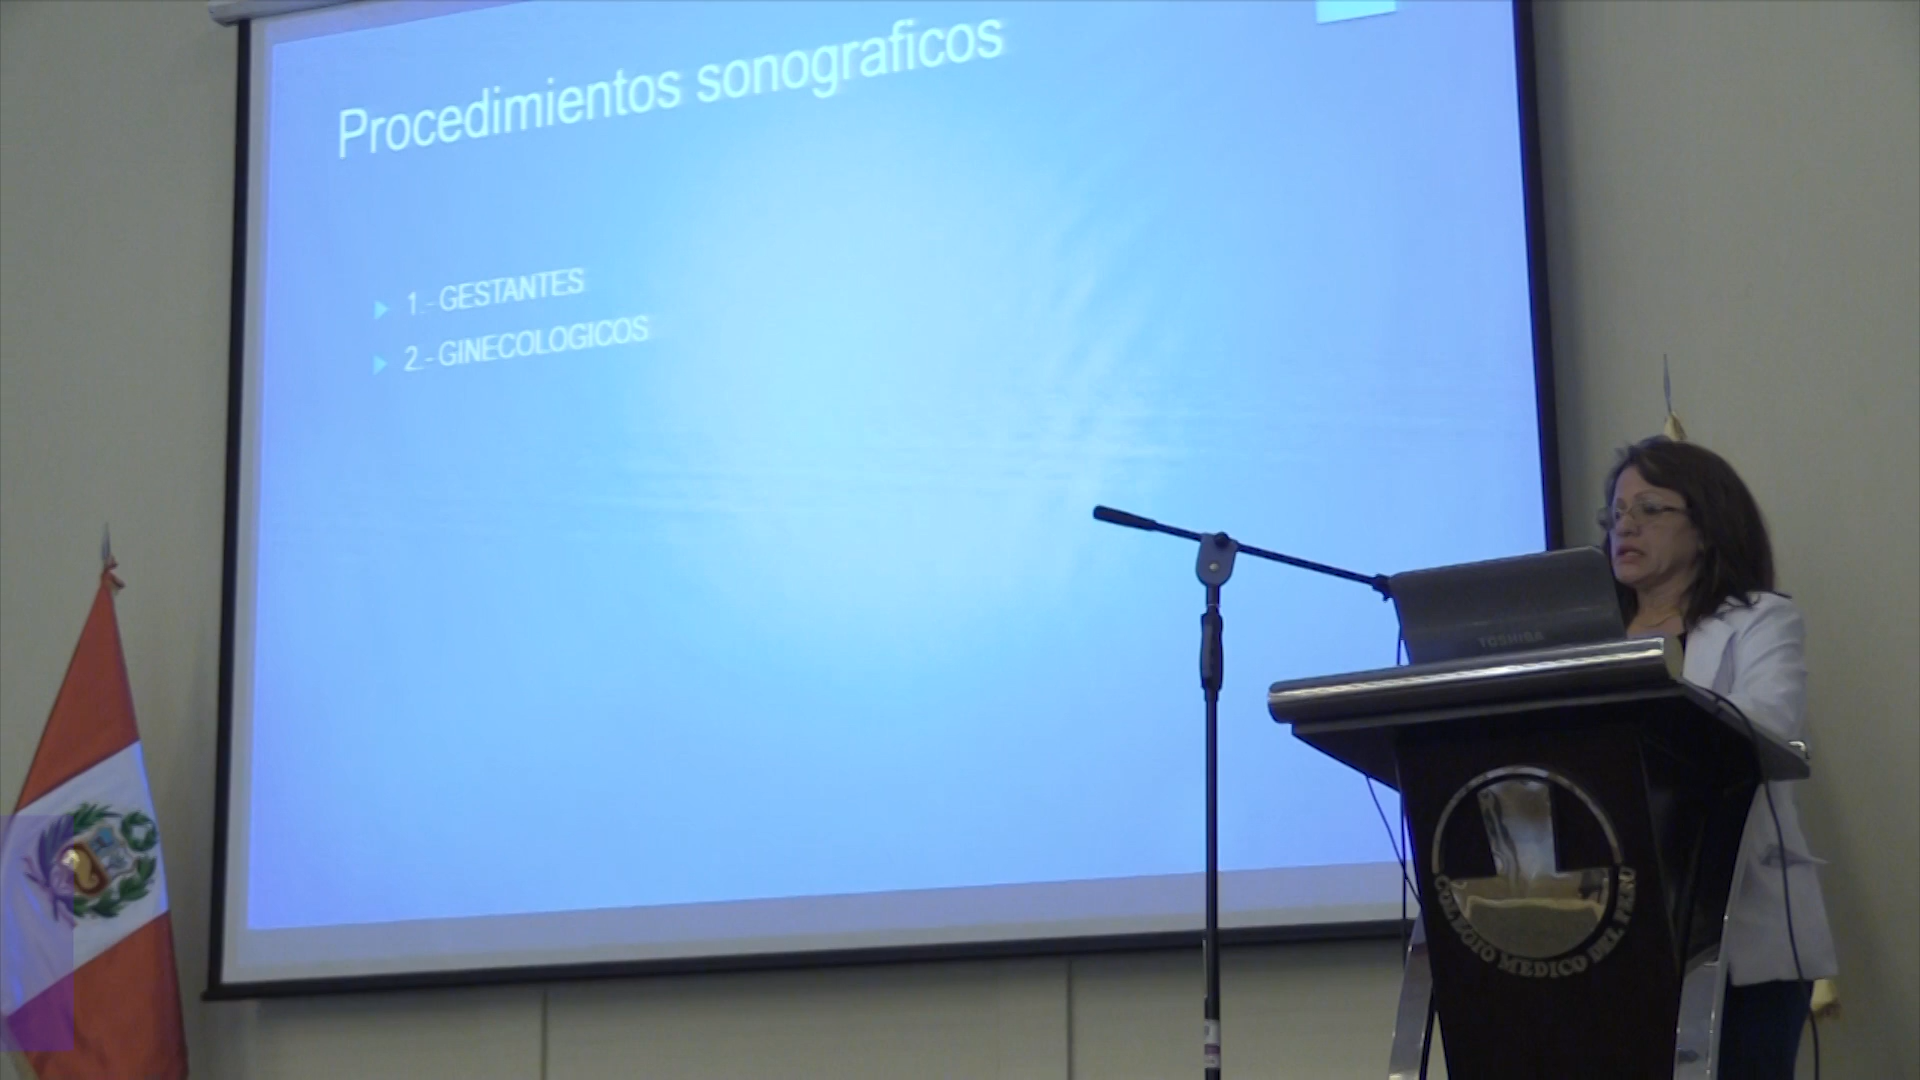 Procedimientos sonograficos
1.- GESTANTES
2.- GINECOLOGICOS
TOSHIBA
COLEGIO MEDICO DEL PERU